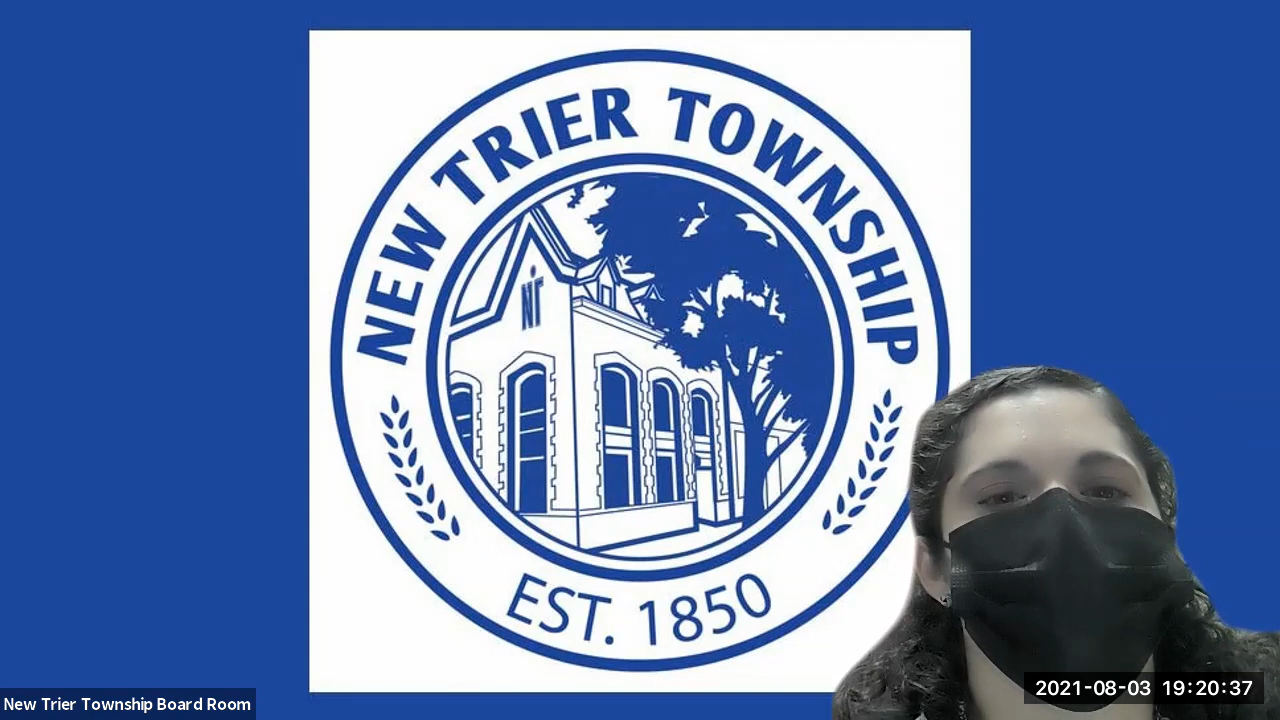 NEW TRIER TOWNSHIP
NT
EST. 1850
2021-08-03 19:20:37
New Trier Township Board Room